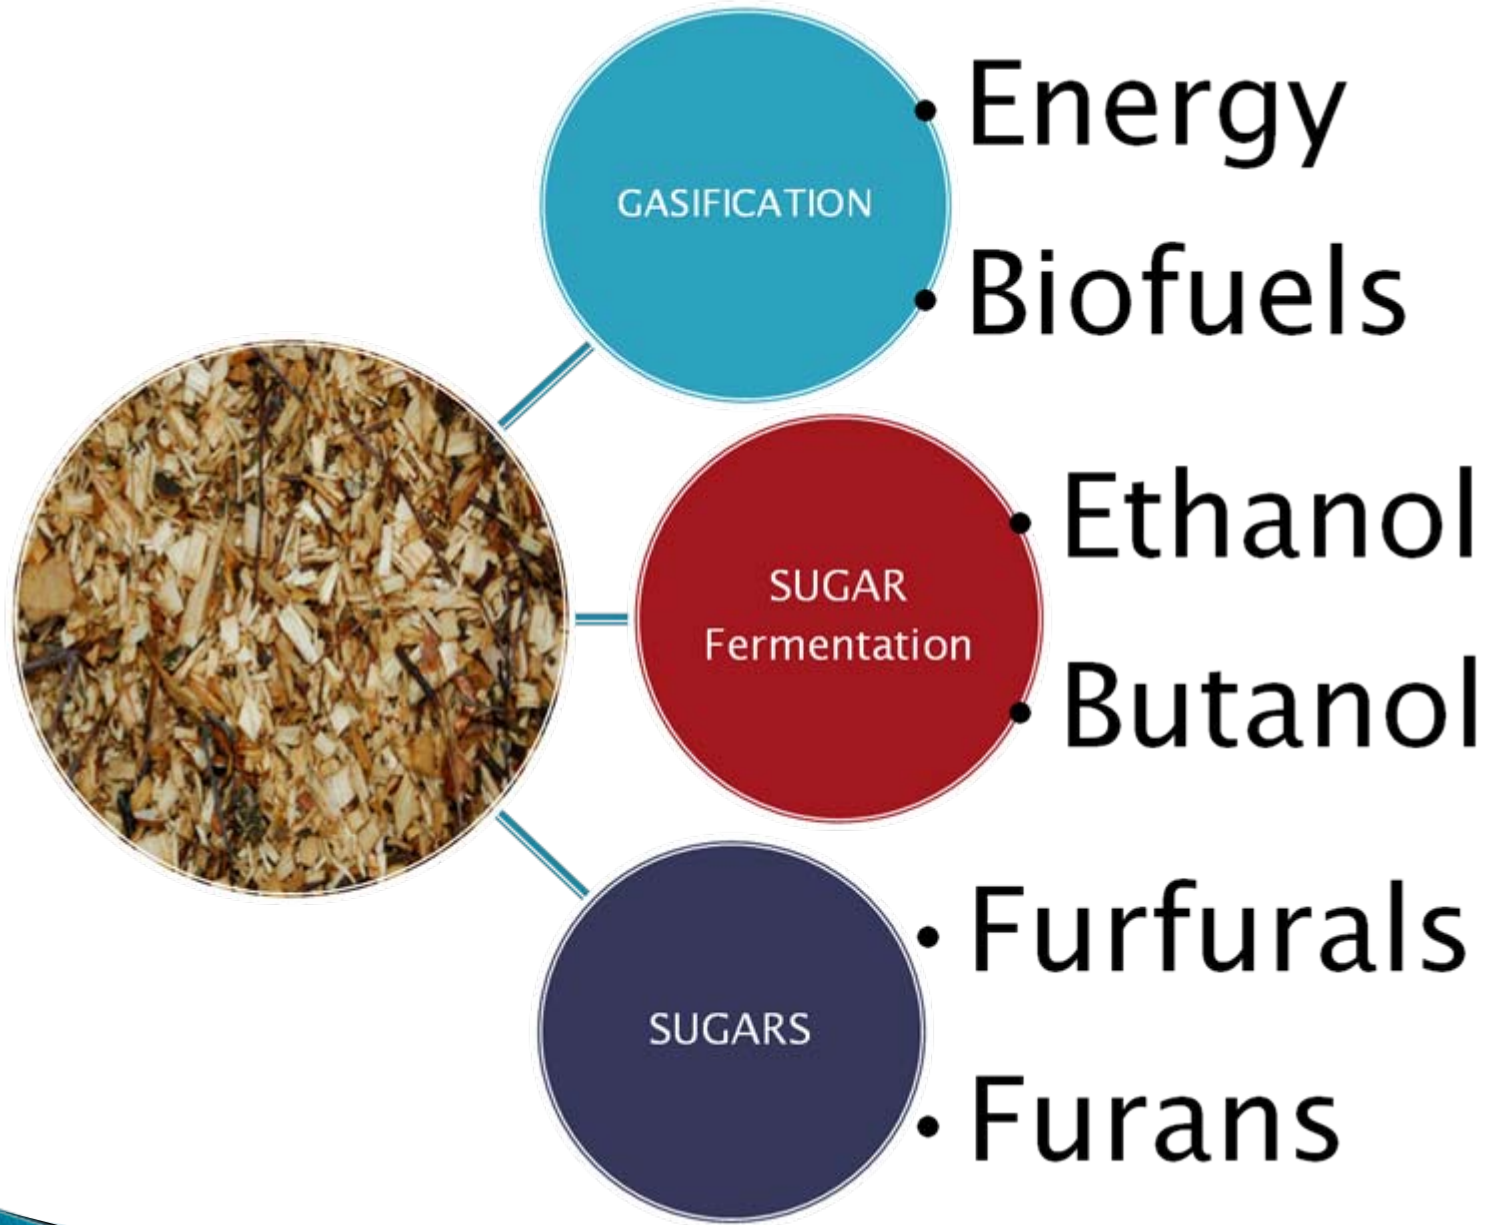 GASIFICATION
• Energy
• Biofuels
SUGAR
Fermentation
• Ethanol
• Butanol
SUGARS
• Furfurals
• Furans